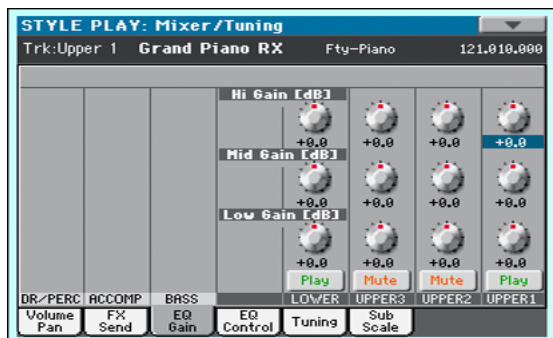 STYLE PLAY: Mixer/Tuning
Trk:Upper 1 Grand Piano RX Fty-Piano 121.010.000
Hi Gain [dB]
+0.0 +0.0 +0.0 +0.0
Mid Gain [dB]
+0.0 +0.0 +0.0 +0.0
Low Gain [dB]
+0.0 +0.0 +0.0 +0.0
Play Mute Mute Play
DR/PERC ACCOMP BASS LOWER UPPER3 UPPER2 UPPER1
Volume Pan FX Send EQ Gain EQ Control Tuning Sub Scale